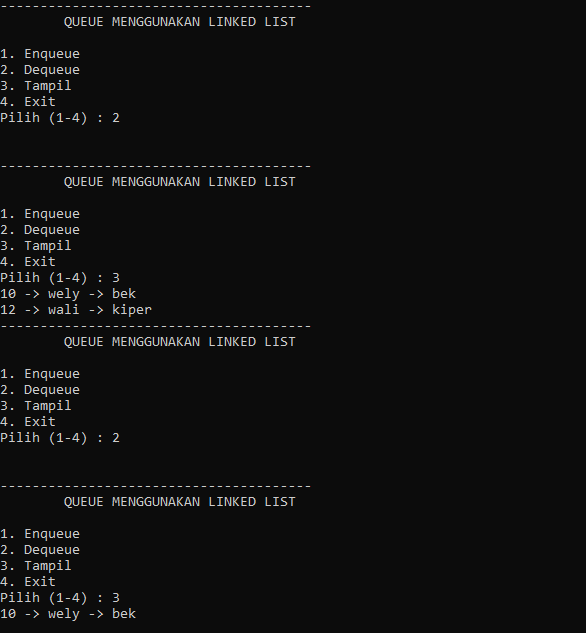 ---------------------------------------
QUEUE MENGGUNAKAN LINKED LIST
1. Enqueue
2. Dequeue
3. Tampil
4. Exit
Pilih (1-4) : 2
---------------------------------------
QUEUE MENGGUNAKAN LINKED LIST
1. Enqueue
2. Dequeue
3. Tampil
4. Exit
Pilih (1-4) : 3
10 -> wely -> bek
12 -> wali -> kiper
---------------------------------------
QUEUE MENGGUNAKAN LINKED LIST
1. Enqueue
2. Dequeue
3. Tampil
4. Exit
Pilih (1-4) : 2
---------------------------------------
QUEUE MENGGUNAKAN LINKED LIST
1. Enqueue
2. Dequeue
3. Tampil
4. Exit
Pilih (1-4) : 3
10 -> wely -> bek